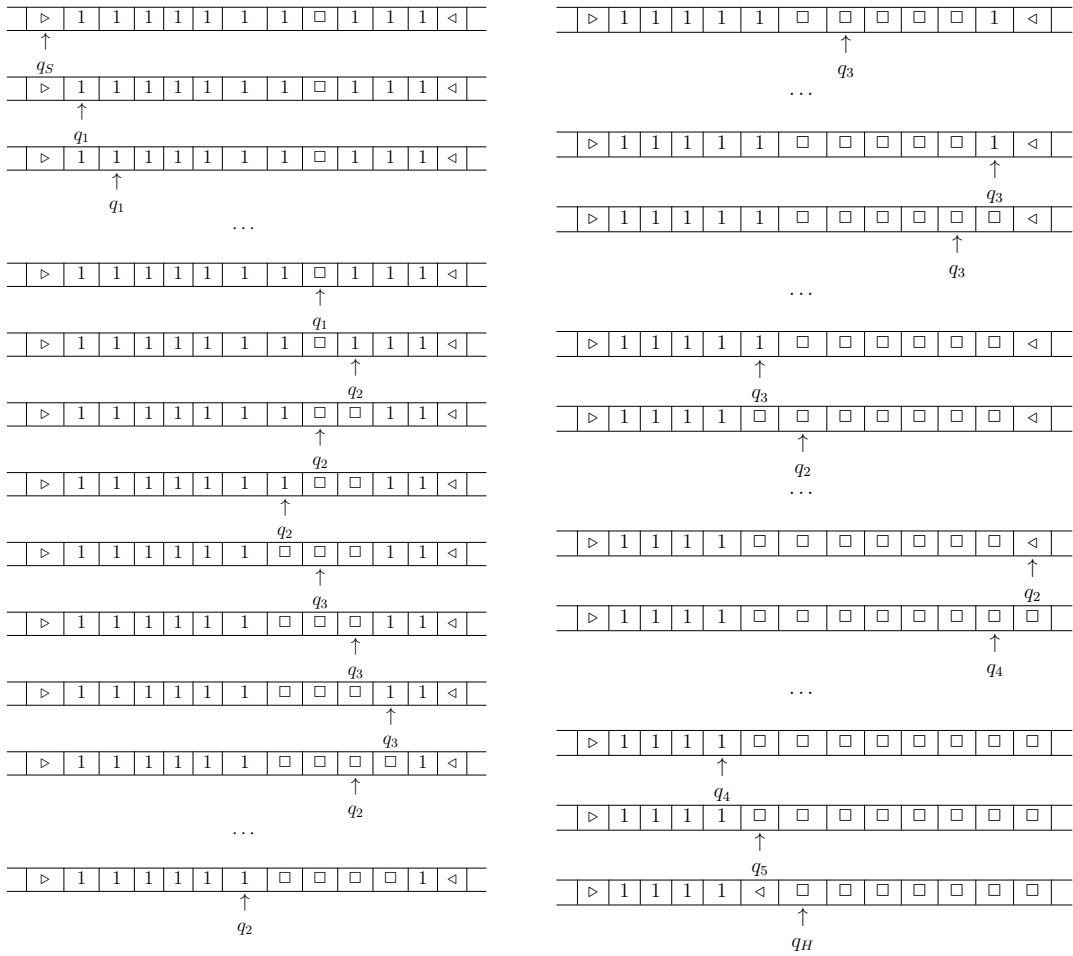 ▷ 1 1 1 1 1 1 1 □ 1 1 1 ◁
↑
q_S
▷ 1 1 1 1 1 1 1 □ 1 1 1 ◁
↑
q_1
▷ 1 1 1 1 1 1 1 □ 1 1 1 ◁
↑
q_1
...
▷ 1 1 1 1 1 1 1 □ 1 1 1 ◁
↑
q_1
▷ 1 1 1 1 1 1 1 □ 1 1 1 ◁
↑
q_2
▷ 1 1 1 1 1 1 1 □ □ 1 1 ◁
↑
q_2
▷ 1 1 1 1 1 1 1 □ □ 1 1 ◁
↑
q_2
▷ 1 1 1 1 1 1 □ □ □ 1 1 ◁
↑
q_3
▷ 1 1 1 1 1 1 □ □ □ 1 1 ◁
↑
q_3
▷ 1 1 1 1 1 1 □ □ □ 1 1 ◁
↑
q_3
▷ 1 1 1 1 1 1 □ □ □ □ 1 ◁
↑
q_2
...
▷ 1 1 1 1 1 1 □ □ □ □ 1 ◁
↑
q_2
▷ 1 1 1 1 1 □ □ □ □ □ 1 ◁
↑
q_3
...
▷ 1 1 1 1 1 □ □ □ □ □ 1 ◁
↑
q_3
▷ 1 1 1 1 1 □ □ □ □ □ □ ◁
↑
q_3
...
▷ 1 1 1 1 1 □ □ □ □ □ □ ◁
↑
q_3
▷ 1 1 1 1 □ □ □ □ □ □ □ ◁
↑
q_2
...
▷ 1 1 1 1 □ □ □ □ □ □ □ ◁
↑
q_2
▷ 1 1 1 1 □ □ □ □ □ □ □ □
↑
q_4
...
▷ 1 1 1 1 □ □ □ □ □ □ □ □
↑
q_4
▷ 1 1 1 1 □ □ □ □ □ □ □ □
↑
q_5
▷ 1 1 1 1 ◁ □ □ □ □ □ □ □
↑
q_H